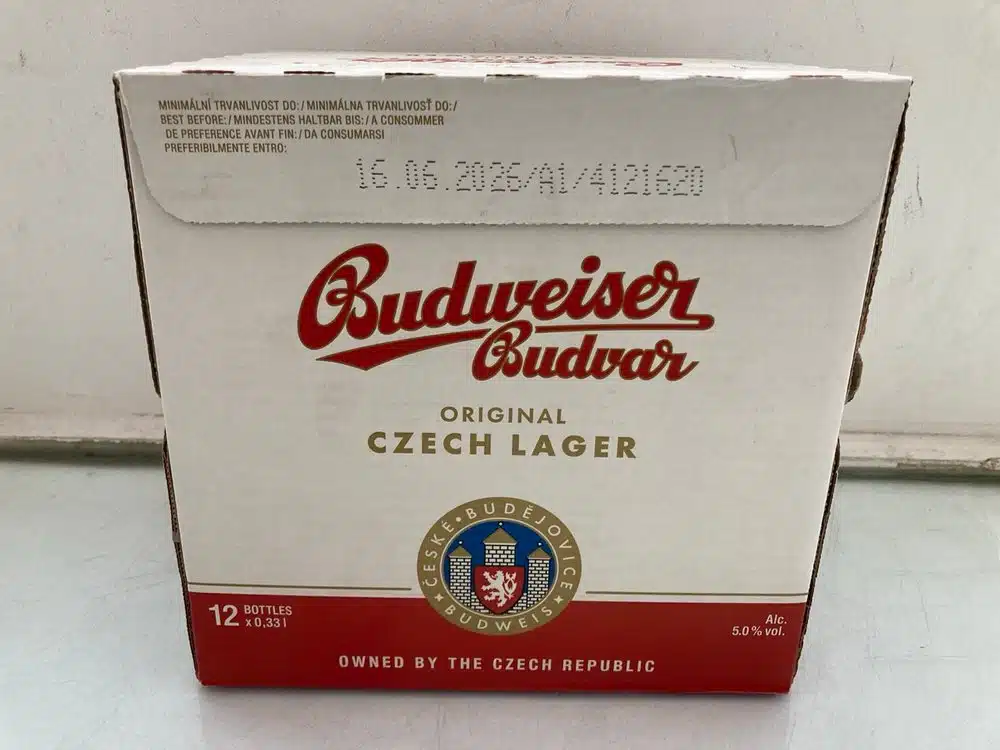 MINIMÁLNÍ TRVANLIVOST DO:/ MINIMÁLNA TRVANLIVOSŤ DO:/
BEST BEFORE:/ MINDESTENS HALTBAR BIS:/ A CONSOMMER
DE PREFERENCE AVANT FIN:/ DA CONSUMARSI
PREFERIBILMENTE ENTRO:
16.06.2026/A1/4121620
Budweiser
Budvar
ORIGINAL
CZECH LAGER
ČESKÉ • BUDĚJOVICE
BUDWEIS
12 BOTTLES
x 0,33 l
Alc.
5.0 % vol.
OWNED BY THE CZECH REPUBLIC